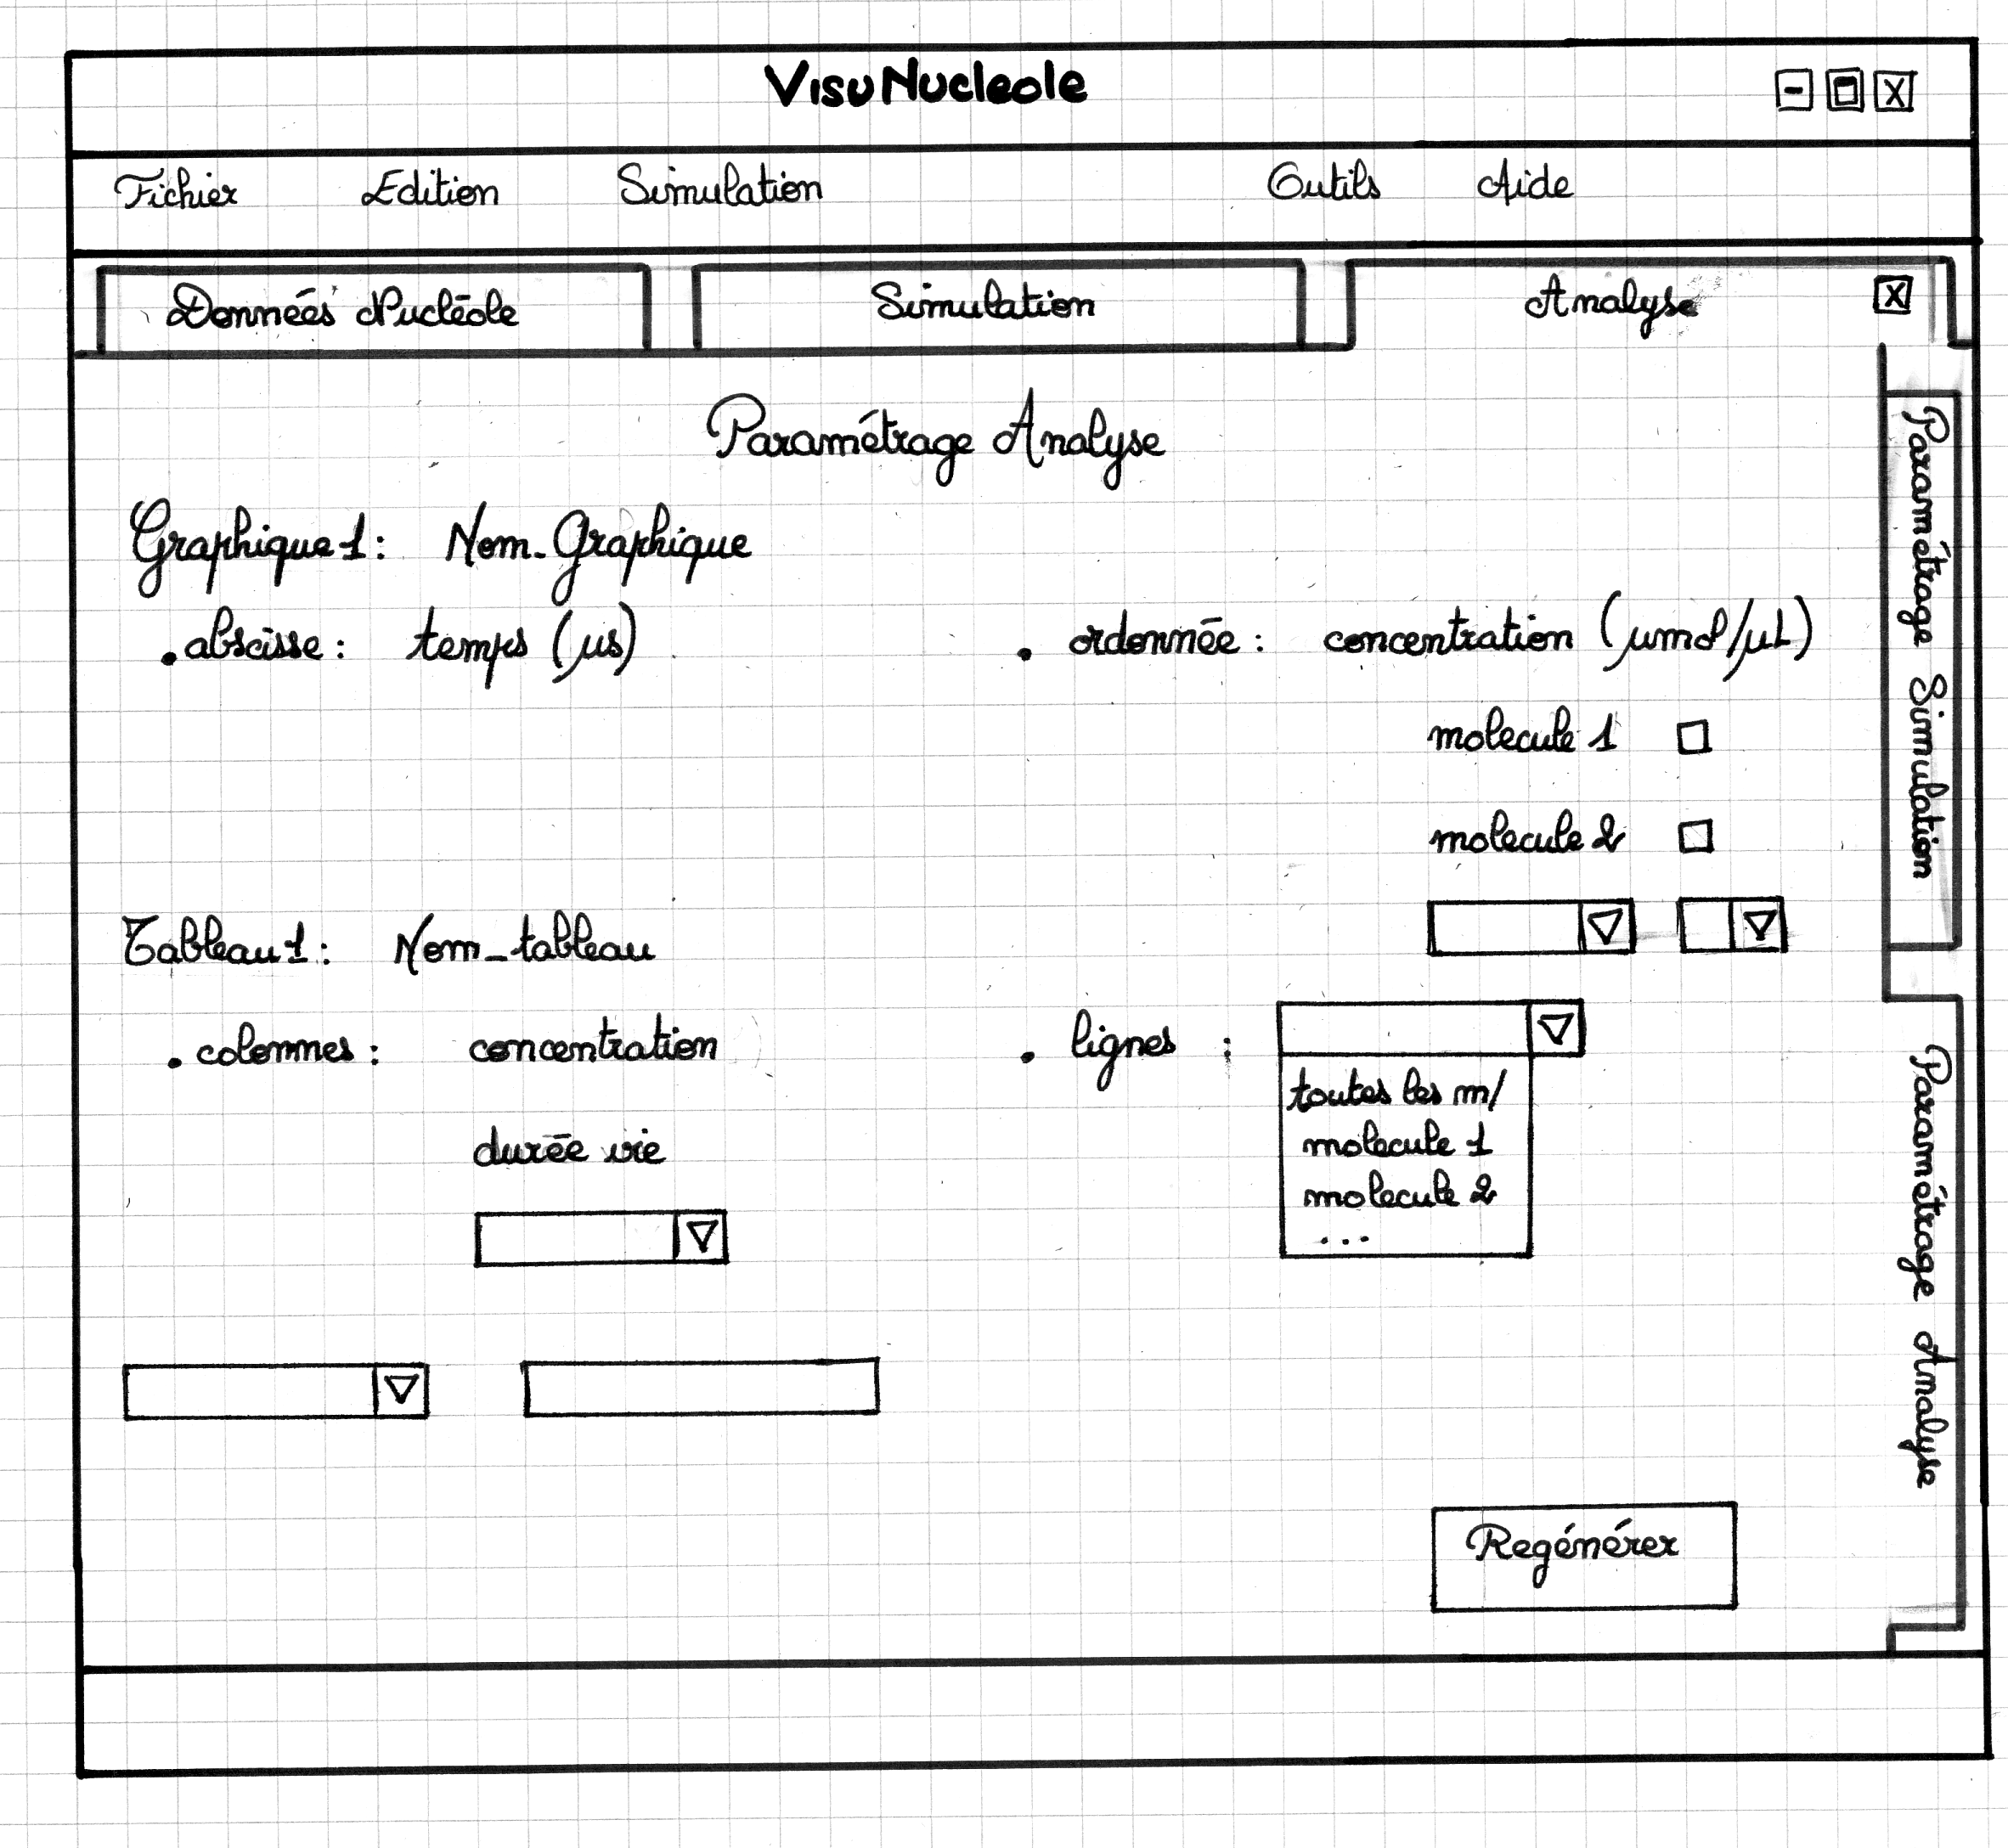 VisuNucleole
Fichier Edition Simulation Outils Aide
Données Nucléole Simulation Analyse X
Paramétrage Analyse
Graphique 1 : Nom_Graphique
. abscisse : temps (µs) . ordonnée : concentration (µmol/µL)
molecule 1
molecule 2
Tableau 1 : Nom_tableau
. colonnes : concentration . lignes :
toutes les m/
durée vie
molecule 1
molecule 2
...
Regénérer
Paramétrage Simulation
Paramétrage Analyse